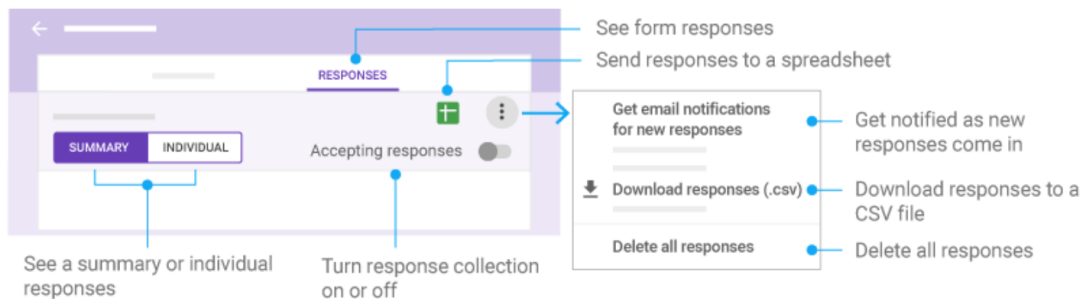 See form responses
Send responses to a spreadsheet
RESPONSES
SUMMARY
INDIVIDUAL
Accepting responses
See a summary or individual
responses
Turn response collection
on or off
Get email notifications
for new responses
Get notified as new
responses come in
Download responses (.csv)
Download responses to a
CSV file
Delete all responses
Delete all responses